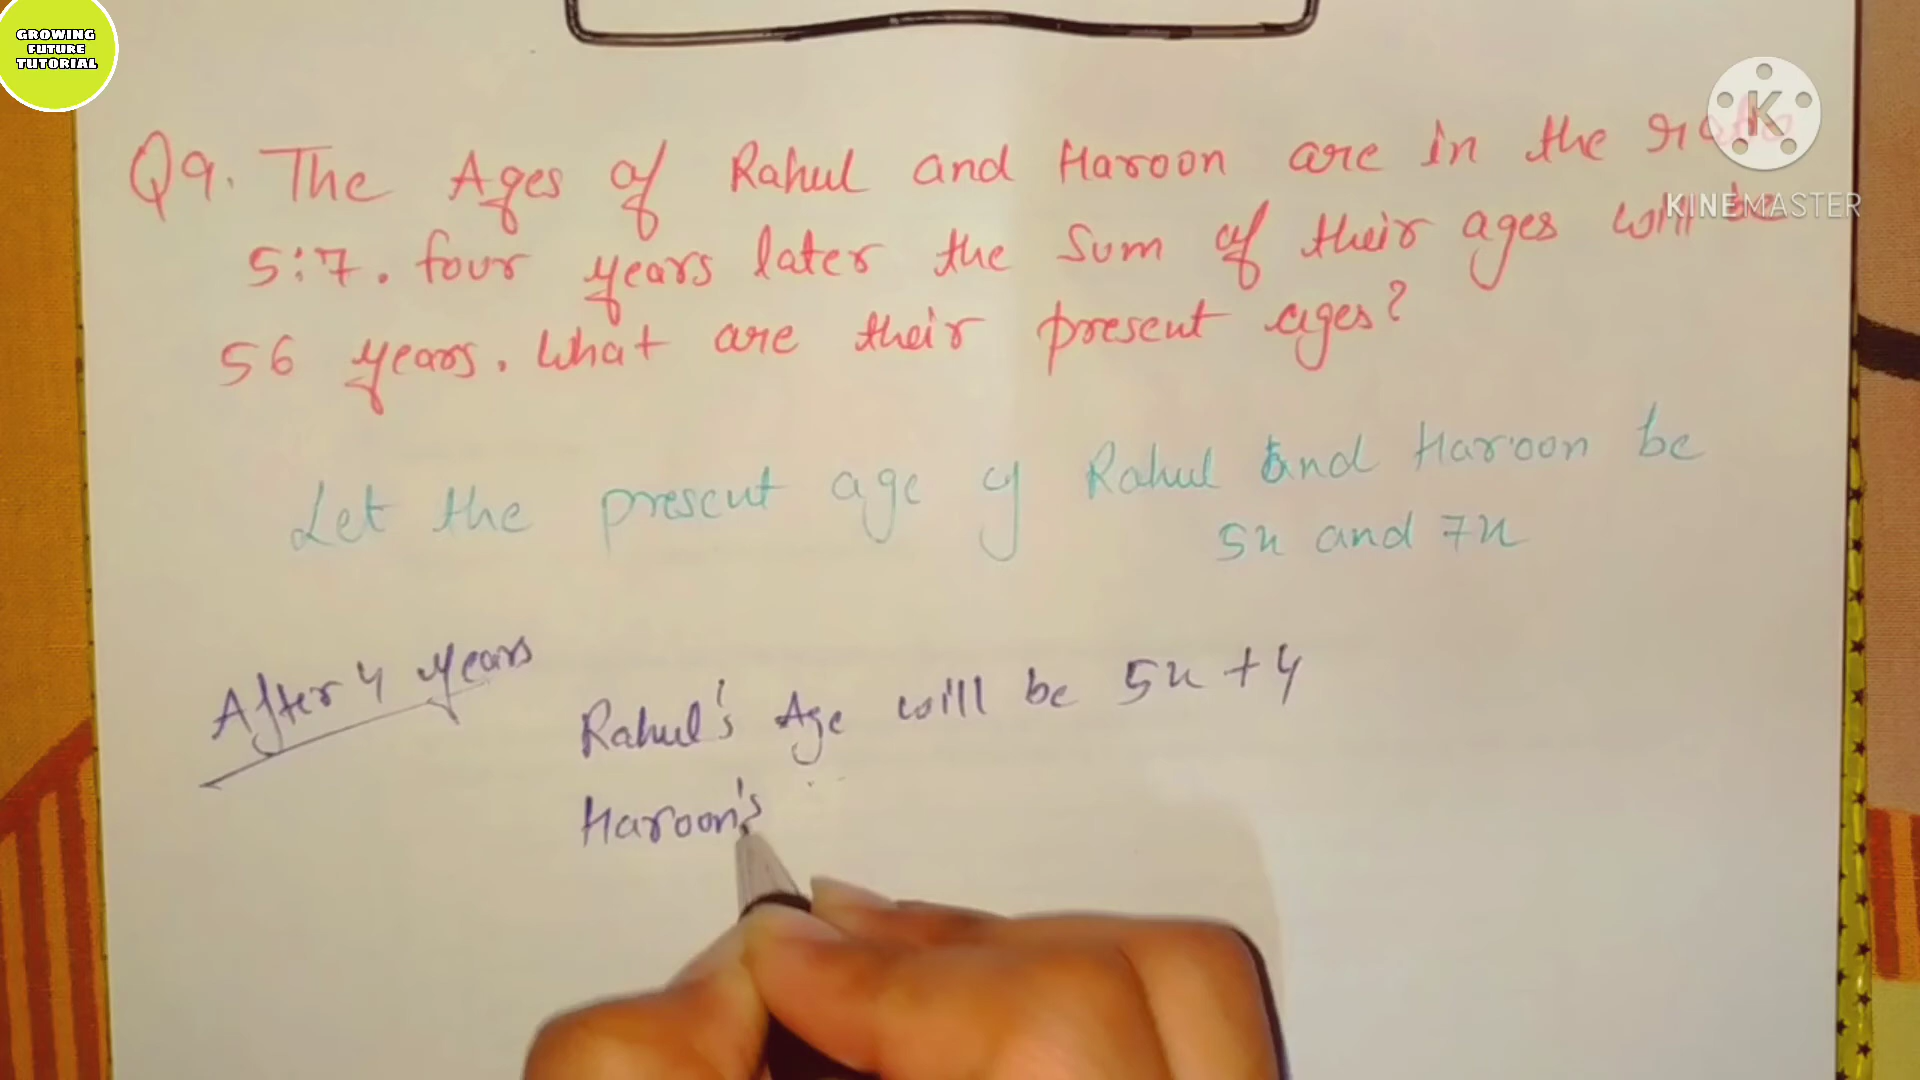 GROWING
FUTURE
TUTORIAL
KINEMASTER
Q9. The Ages of Rahul and Haroon are in the
5:7. four years later the sum of their ages will be
56 years. What are their present ages?
Let the present age of Rahul and Haroon be
5x and 7x
After 4 years
Rahul's Age will be 5x + 4
Haroon's